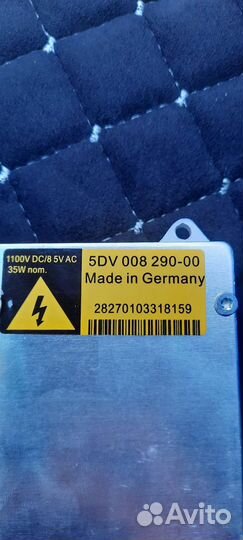 1100V DC/8 5V AC
35W nom.
5DV 008 290-00
Made in Germany
28270103318159
Avito